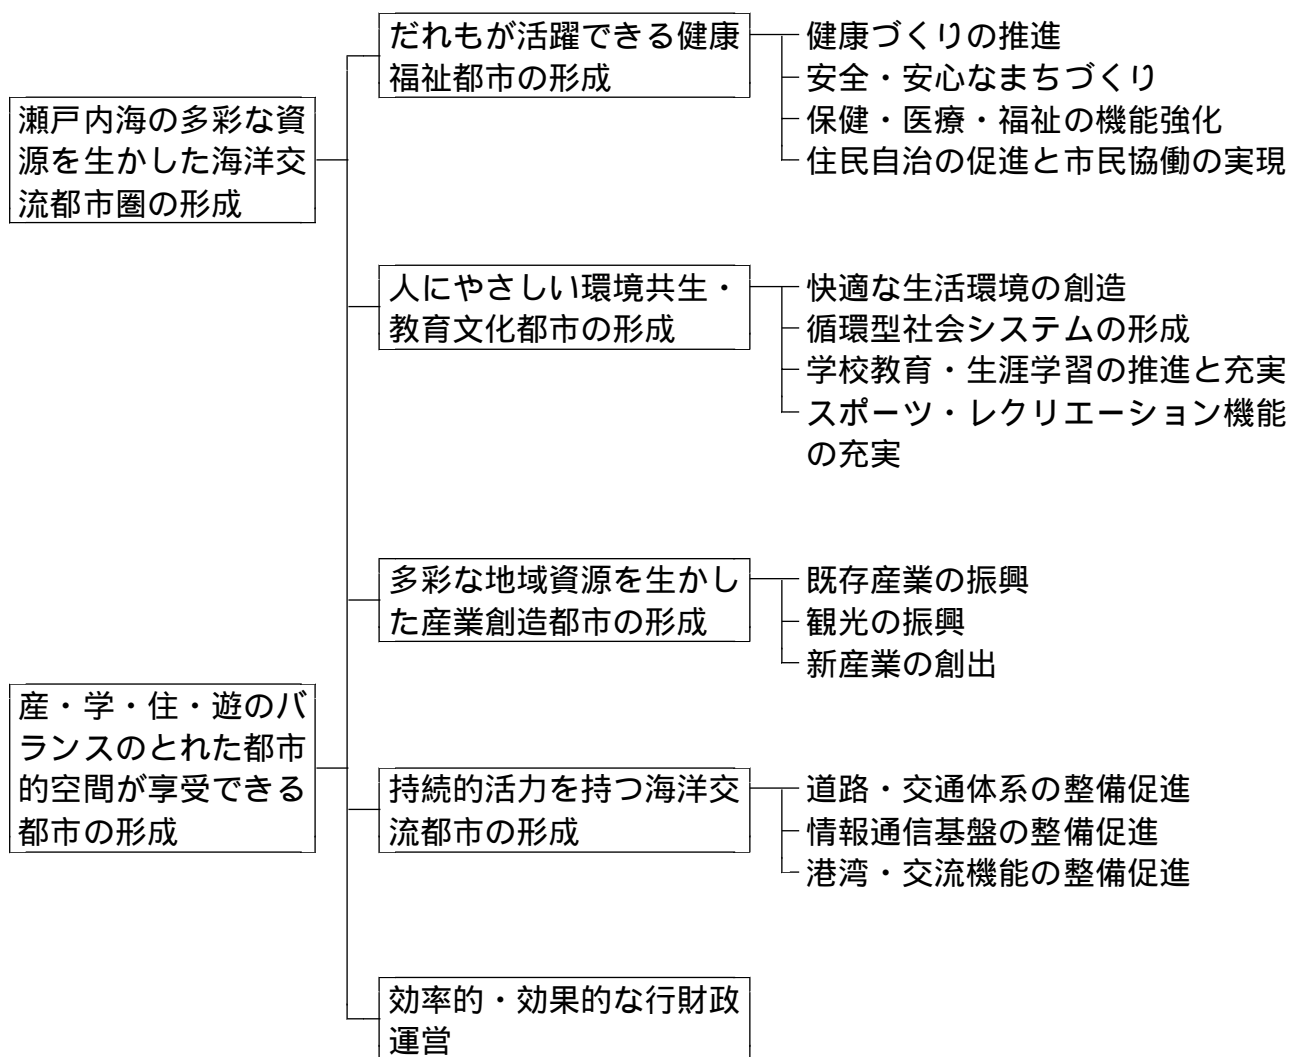 瀬戸内海の多彩な資
源を生かした海洋交
流都市圏の形成
産・学・住・遊のバ
ランスのとれた都市
的空間が享受できる
都市の形成
だれもが活躍できる健康
福祉都市の形成
健康づくりの推進
安全・安心なまちづくり
保健・医療・福祉の機能強化
住民自治の促進と市民協働の実現
人にやさしい環境共生・
教育文化都市の形成
快適な生活環境の創造
循環型社会システムの形成
学校教育・生涯学習の推進と充実
スポーツ・レクリエーション機能
の充実
多彩な地域資源を生かし
た産業創造都市の形成
既存産業の振興
観光の振興
新産業の創出
持続的活力を持つ海洋交
流都市の形成
道路・交通体系の整備促進
情報通信基盤の整備促進
港湾・交流機能の整備促進
効率的・効果的な行財政
運営